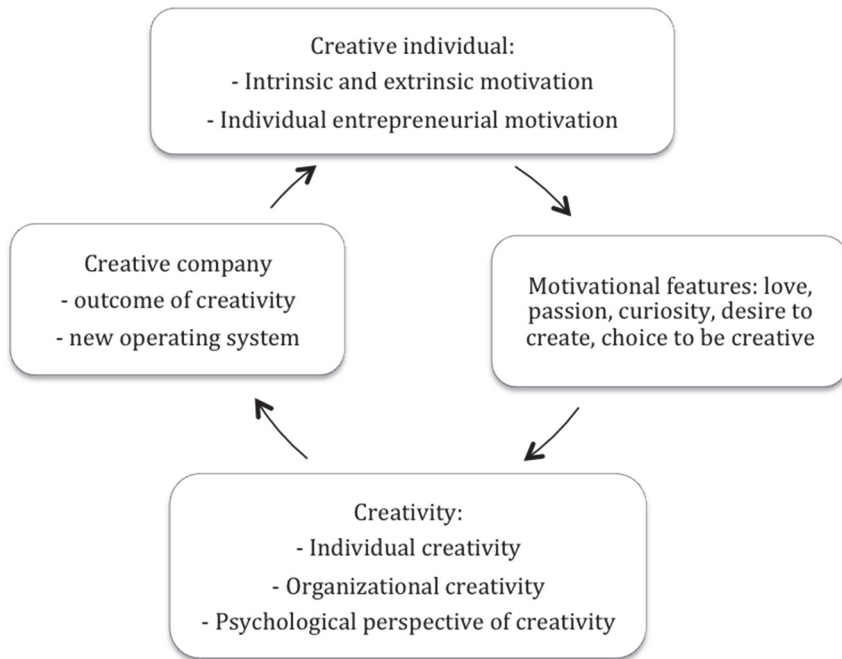 Creative individual:
- Intrinsic and extrinsic motivation
- Individual entrepreneurial motivation
Creative company
- outcome of creativity
- new operating system
Motivational features: love,
passion, curiosity, desire to
create, choice to be creative
Creativity:
- Individual creativity
- Organizational creativity
- Psychological perspective of creativity